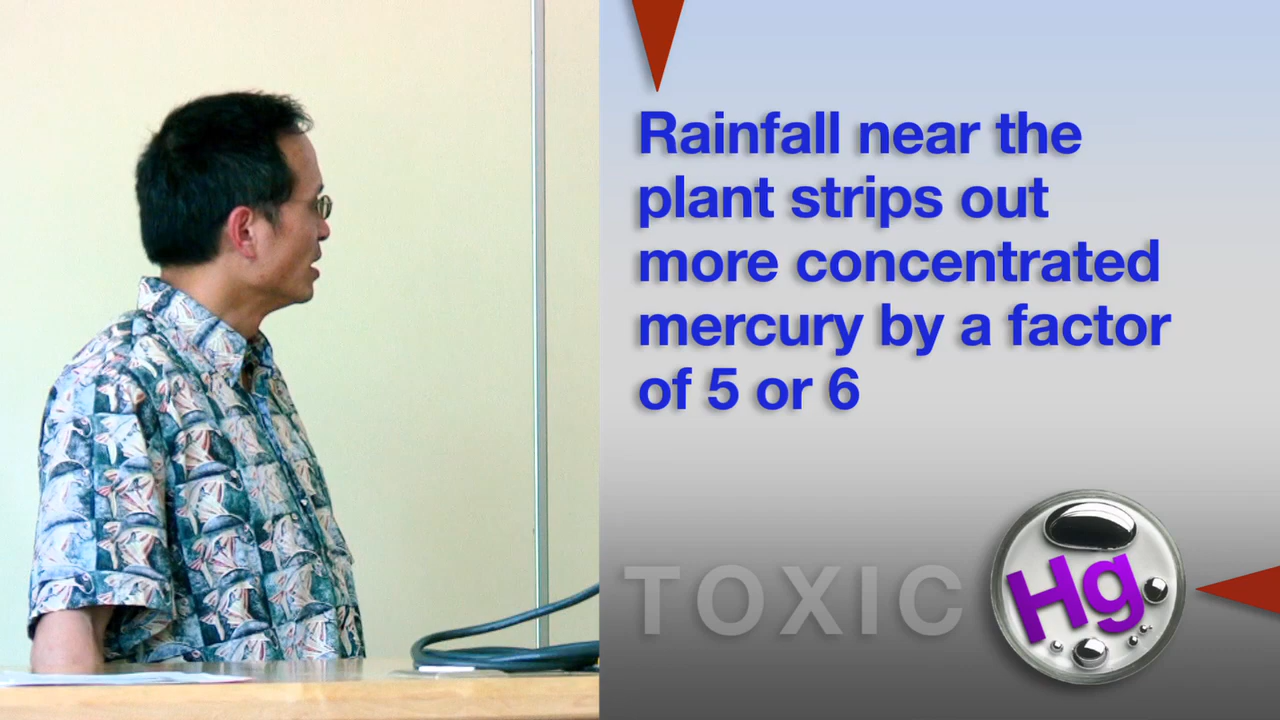 Rainfall near the
plant strips out
more concentrated
mercury by a factor
of 5 or 6
TOXIC
Hg